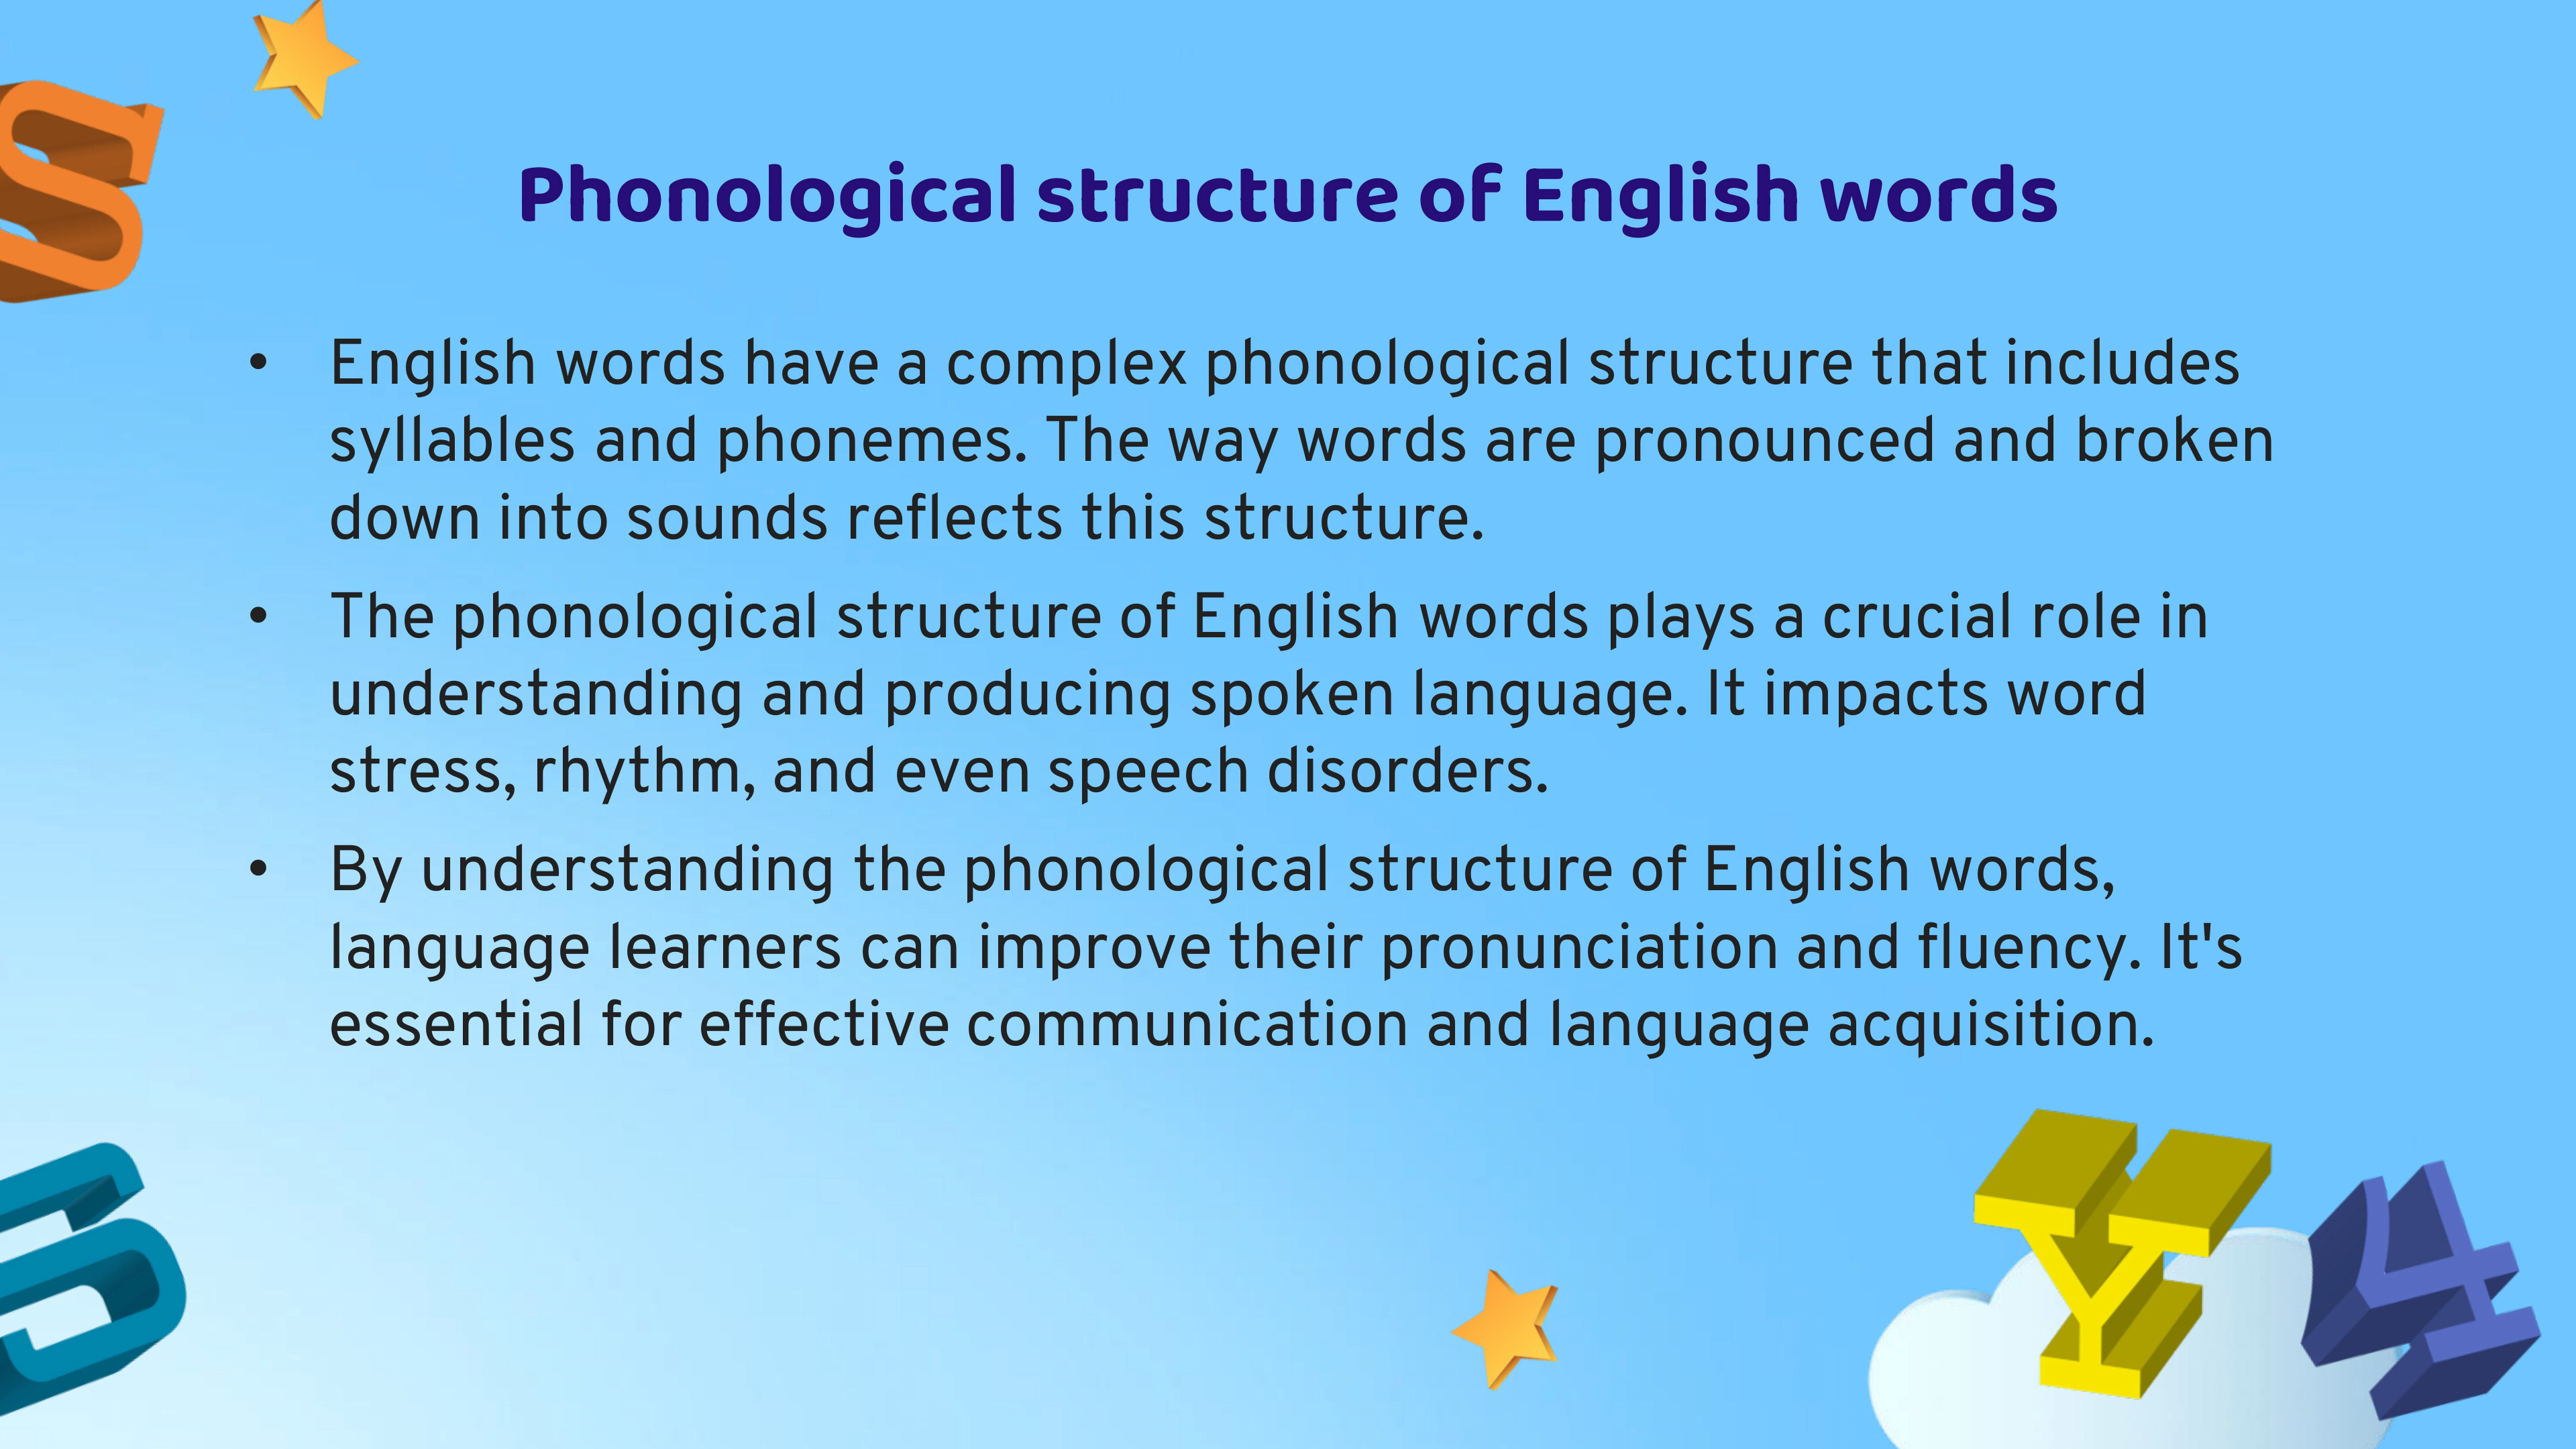 S
Phonological structure of English words
• English words have a complex phonological structure that includes
syllables and phonemes. The way words are pronounced and broken
down into sounds reflects this structure.
• The phonological structure of English words plays a crucial role in
understanding and producing spoken language. It impacts word
stress, rhythm, and even speech disorders.
• By understanding the phonological structure of English words,
language learners can improve their pronunciation and fluency. It's
essential for effective communication and language acquisition.
5
Y
4